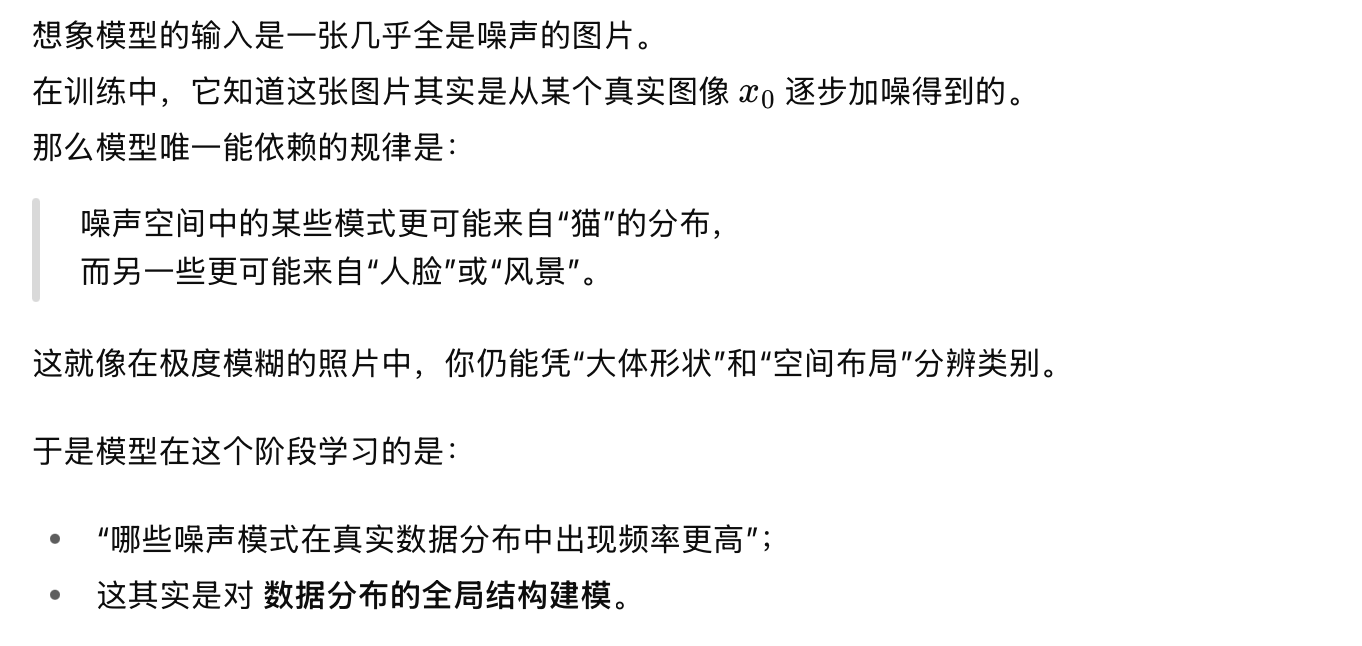 想象模型的输入是一张几乎全是噪声的图片。
在训练中，它知道这张图片其实是从某个真实图像 x₀ 逐步加噪得到的。
那么模型唯一能依赖的规律是：
噪声空间中的某些模式更可能来自“猫”的分布，
而另一些更可能来自“人脸”或“风景”。
这就像在极度模糊的照片中，你仍能凭“大体形状”和“空间布局”分辨类别。
于是模型在这个阶段学习的是：
• “哪些噪声模式在真实数据分布中出现频率更高”；
• 这其实是对 数据分布的全局结构建模。